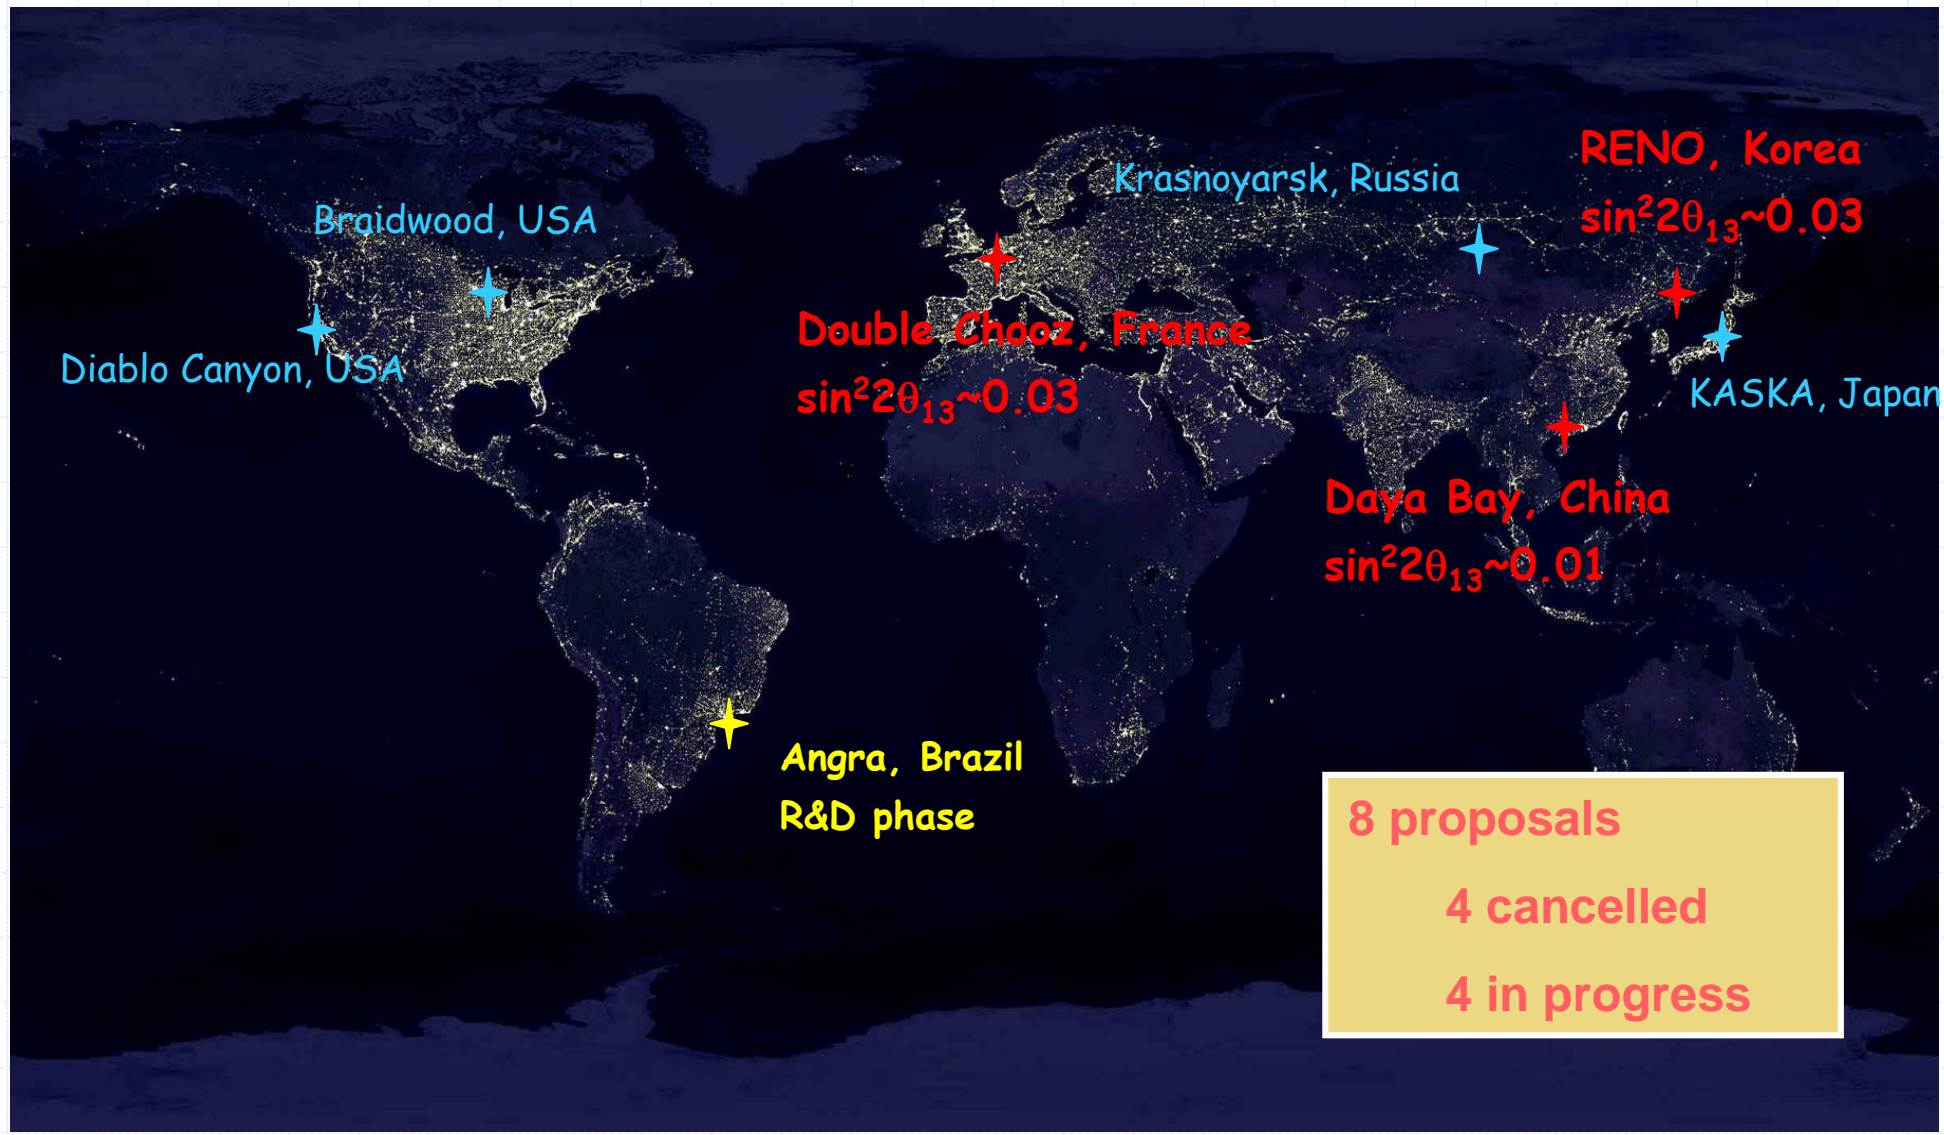 RENO, Korea
sin²2θ₁₃~0.03
Krasnoyarsk, Russia
Braidwood, USA
Double Chooz, France
sin²2θ₁₃~0.03
Diablo Canyon, USA
KASKA, Japan
Daya Bay, China
sin²2θ₁₃~0.01
Angra, Brazil
R&D phase
8 proposals
4 cancelled
4 in progress